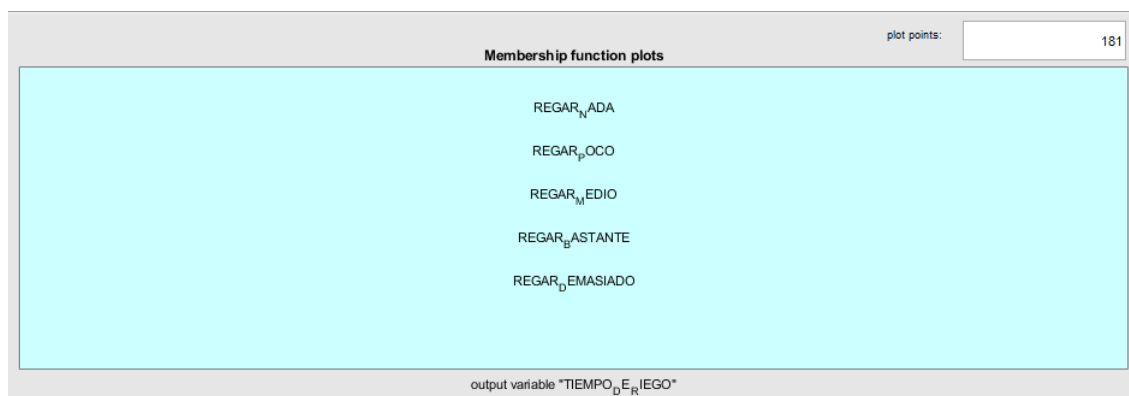 plot points: 181
Membership function plots
REGAR_NADA
REGAR_POCO
REGAR_MEDIO
REGAR_BASTANTE
REGAR_DEMASIADO
output variable "TIEMPO_DE_RIEGO"